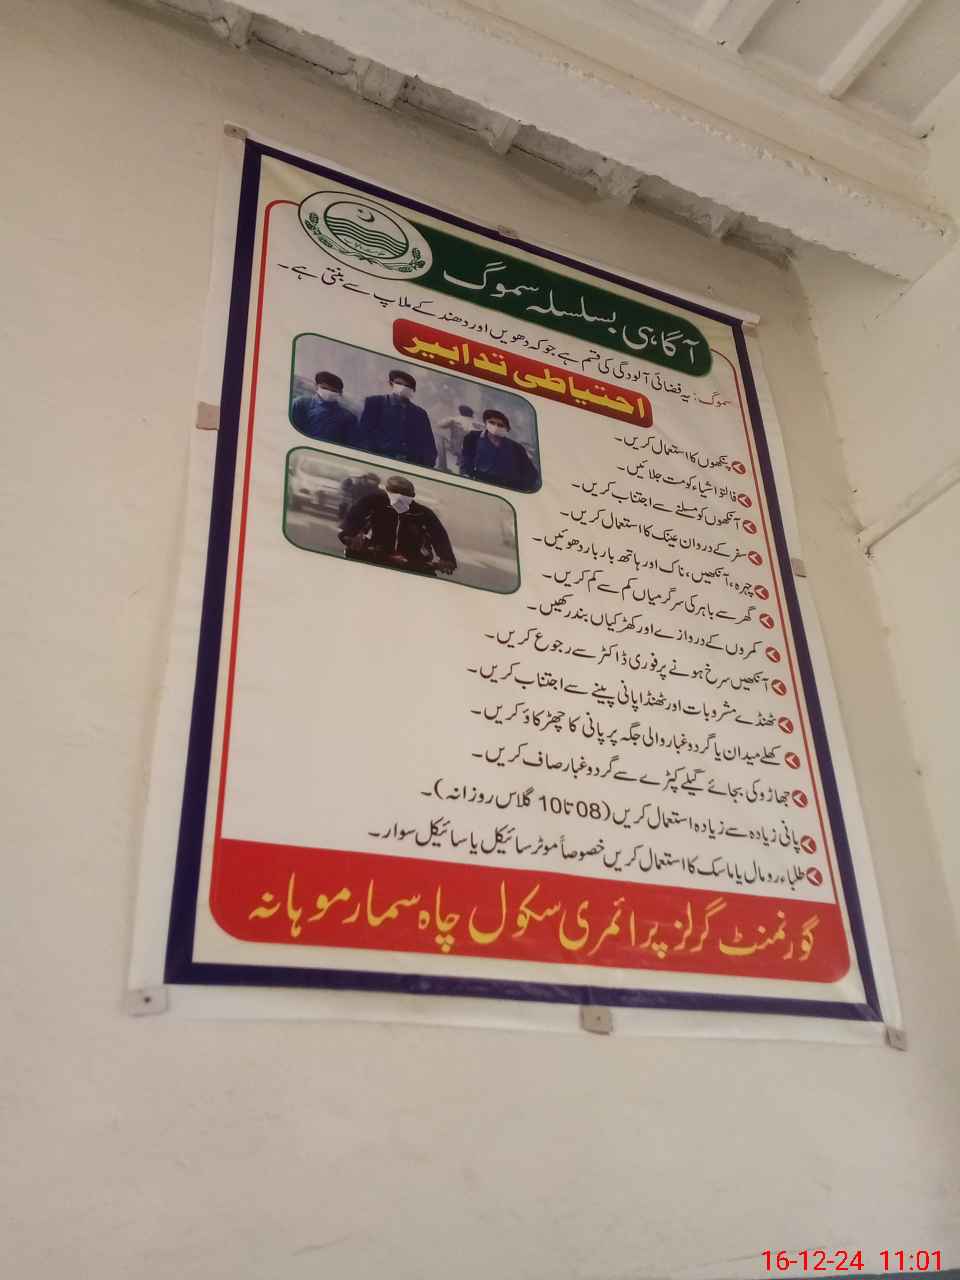 آگاہی بسلسلہ سموگ
سموگ: یہ فضائی آلودگی کی قسم ہے جو کہ دھویں اور دھند کے ملاپ سے بنتی ہے۔
احتیاطی تدابیر
پنکھوں کا استعمال کریں۔
فالتو اشیاء کو مت جلائیں۔
آنکھوں کو مسلنے سے اجتناب کریں۔
سفر کے دروان عینک کا استعمال کریں۔
چہرہ، آنکھیں، ناک اور ہاتھ بار بار دھوئیں۔
گھر سے باہر کی سرگرمیاں کم سے کم کریں۔
کمروں کے دروازے اور کھڑکیاں بند رکھیں۔
آنکھیں سرخ ہونے پر فوری ڈاکٹر سے رجوع کریں۔
ٹھنڈے مشروبات اور ٹھنڈا پانی پینے سے اجتناب کریں۔
کھلے میدان یا گردوغبار والی جگہ پر پانی کا چھڑکاؤ کریں۔
جھاڑو کی بجائے گیلے کپڑے سے گردوغبار صاف کریں۔
پانی زیادہ سے زیادہ استعمال کریں (08 تا 10 گلاس روزانہ)۔
طلباء رومال یا ماسک کا استعمال کریں خصوصاً موٹر سائیکل یا سائیکل سوار۔
گورنمنٹ گرلز پرائمری سکول چاہ سمار موہانہ
16-12-24 11:01